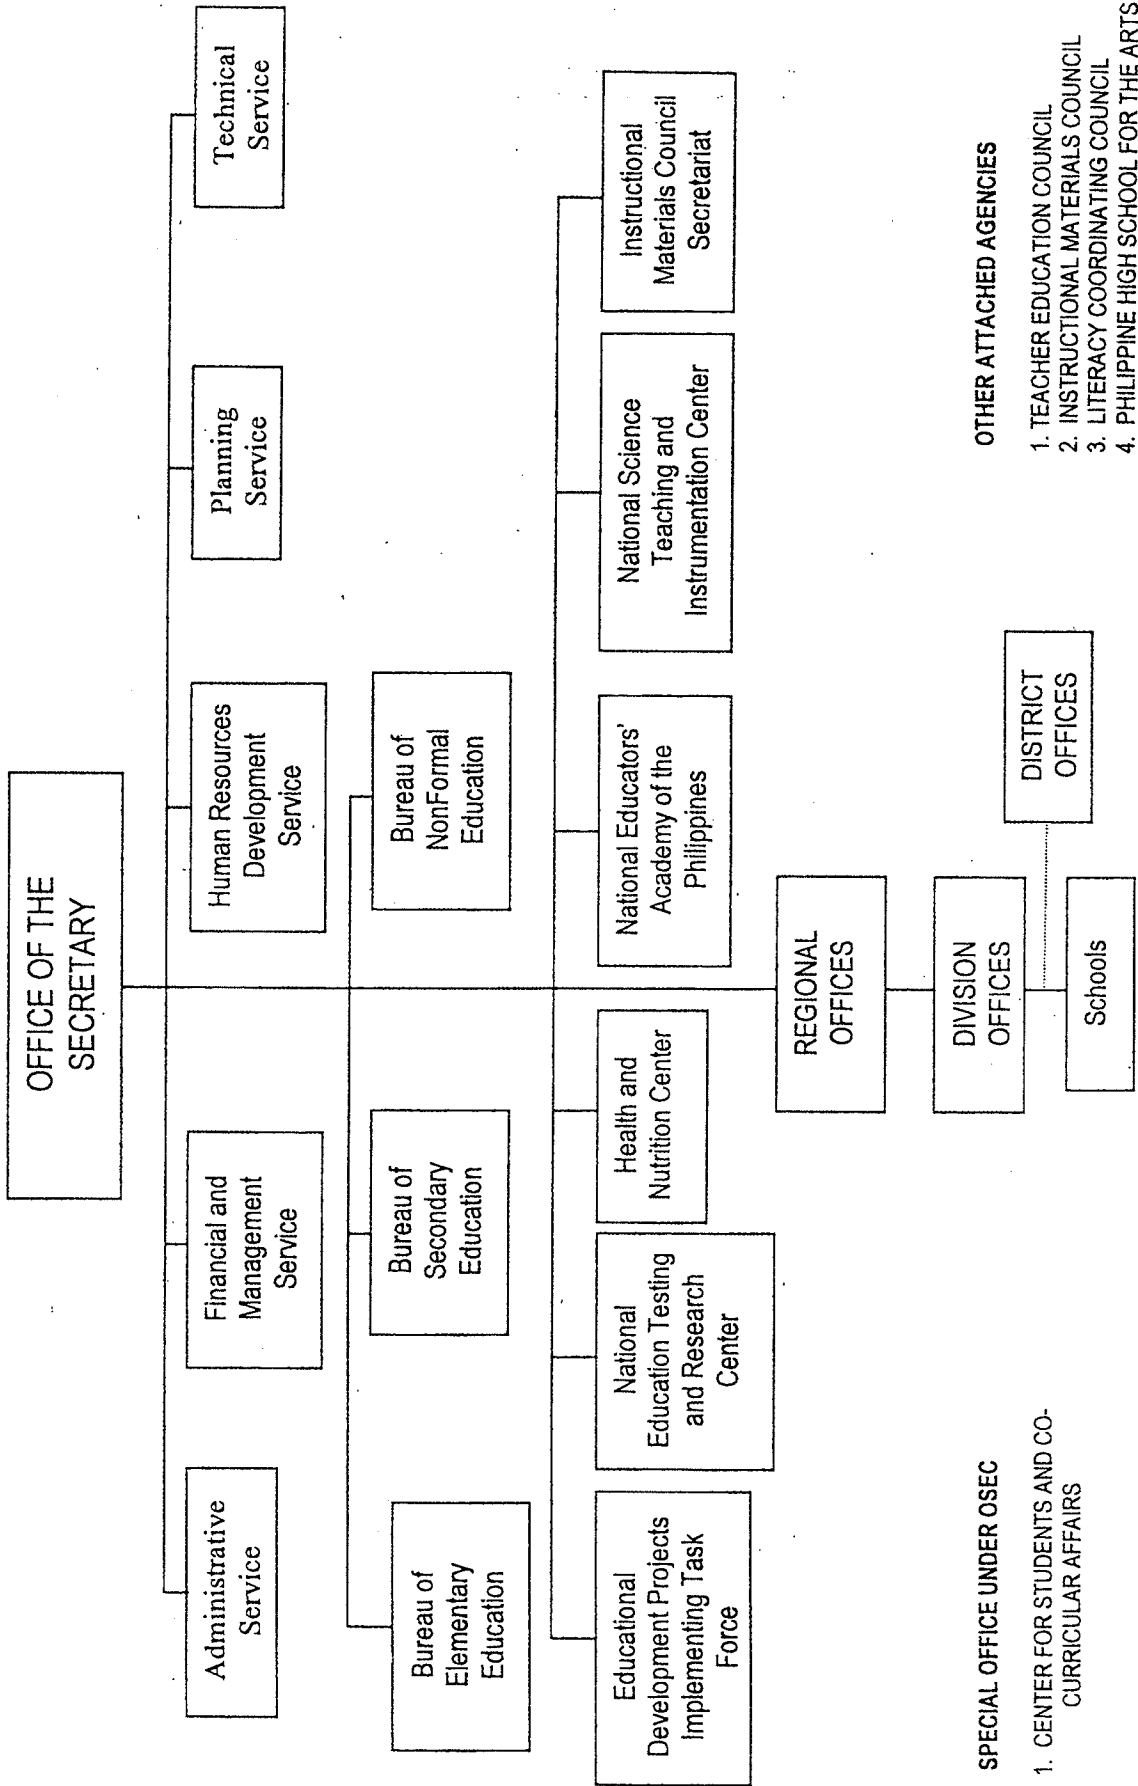 OFFICE OF THE
SECRETARY
Administrative
Service
Financial and
Management
Service
Human Resources
Development
Service
Planning
Service
Technical
Service
Bureau of
Elementary
Education
Bureau of
Secondary
Education
Bureau of
NonFormal
Education
Educational
Development Projects
Implementing Task
Force
National
Education Testing
and Research
Center
Health and
Nutrition Center
National Educators'
Academy of the
Philippines
National Science
Teaching and
Instrumentation Center
Instructional
Materials Council
Secretariat
REGIONAL
OFFICES
DIVISION
OFFICES
DISTRICT
OFFICES
Schools
SPECIAL OFFICE UNDER OSEC
1. CENTER FOR STUDENTS AND CO-
CURRICULAR AFFAIRS
OTHER ATTACHED AGENCIES
1. TEACHER EDUCATION COUNCIL
2. INSTRUCTIONAL MATERIALS COUNCIL
3. LITERACY COORDINATING COUNCIL
4. PHILIPPINE HIGH SCHOOL FOR THE ARTS